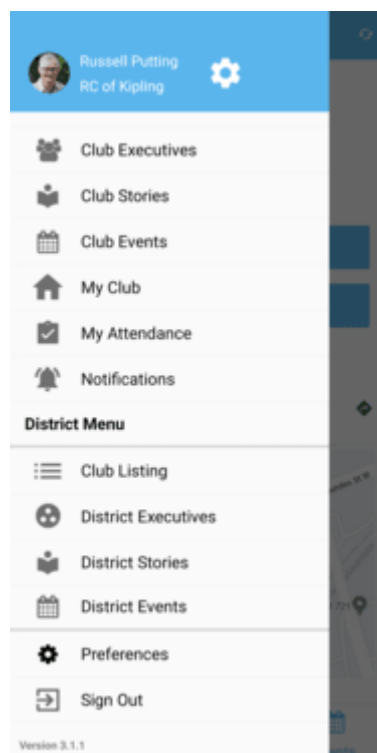 Russell Putting
RC of Kipling
Club Executives
Club Stories
Club Events
My Club
My Attendance
Notifications
District Menu
Club Listing
District Executives
District Stories
District Events
Preferences
Sign Out
Version 3.1.1